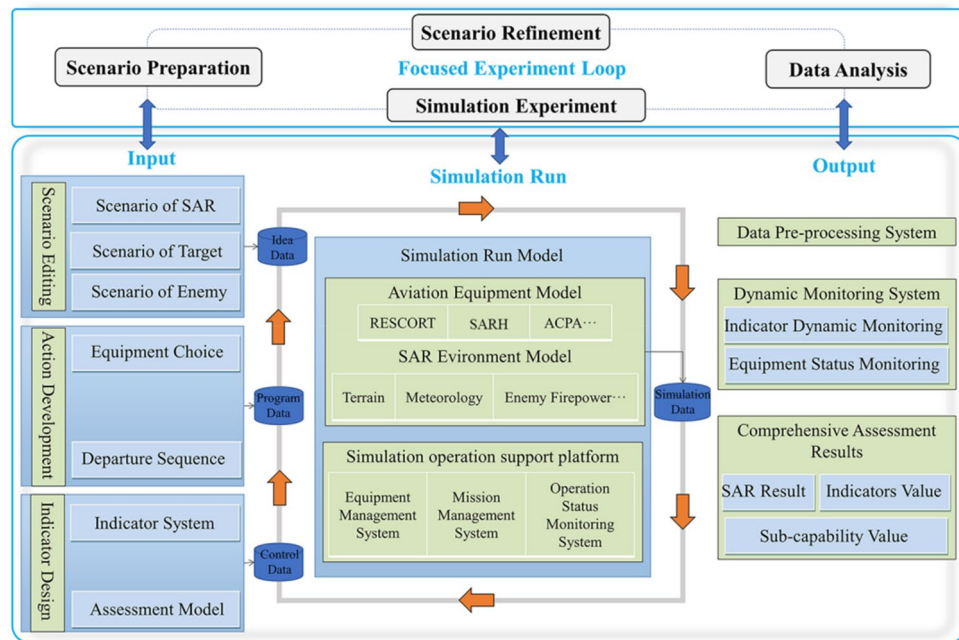 Scenario Refinement
Scenario Preparation
Focused Experiment Loop
Data Analysis
Simulation Experiment
Input
Simulation Run
Output
Scenario Editing
Scenario of SAR
Scenario of Target
Scenario of Enemy
Idea
Data
Action Development
Equipment Choice
Departure Sequence
Program
Data
Indicator Design
Indicator System
Assessment Model
Control
Data
Simulation Run Model
Aviation Equipment Model
RESCORT
SARH
ACPA…
SAR Evironment Model
Terrain
Meteorology
Enemy Firepower…
Simulation operation support platform
Equipment
Management
System
Mission
Management
System
Operation
Status
Monitoring
System
Simulation
Data
Data Pre-processing System
Dynamic Monitoring System
Indicator Dynamic Monitoring
Equipment Status Monitoring
Comprehensive Assessment
Results
SAR Result
Indicators Value
Sub-capability Value